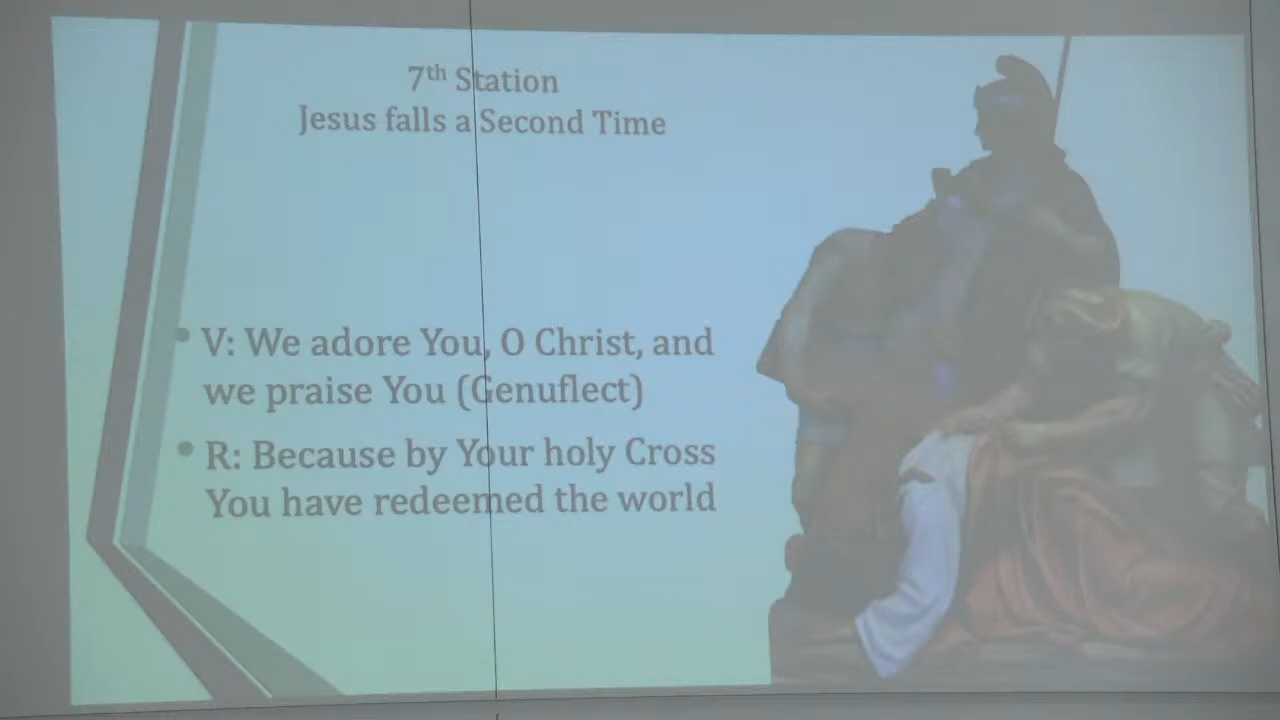 7th Station
Jesus falls a Second Time
• V: We adore You, O Christ, and
we praise You (Genuflect)
• R: Because by Your holy Cross
You have redeemed the world